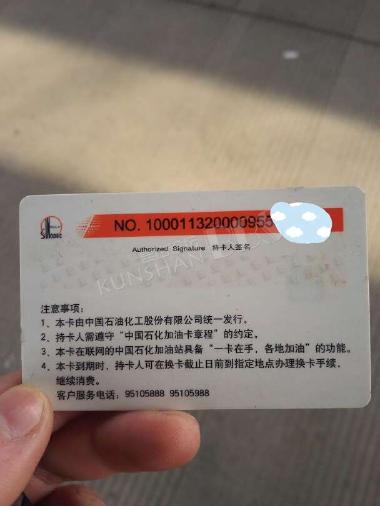 Sinopec
NO. 1000113200009555
Authorized Signature 持卡人签名
KUNSHAN
注意事项：
1、本卡由中国石油化工股份有限公司统一发行。
2、持卡人需遵守“中国石化加油卡章程”的约定。
3、本卡在联网的中国石化加油站具备“一卡在手，各地加油”的功能。
4、本卡到期时，持卡人可在换卡截止日前到指定地点办理换卡手续，
继续消费。
客户服务电话：95105888 95105988